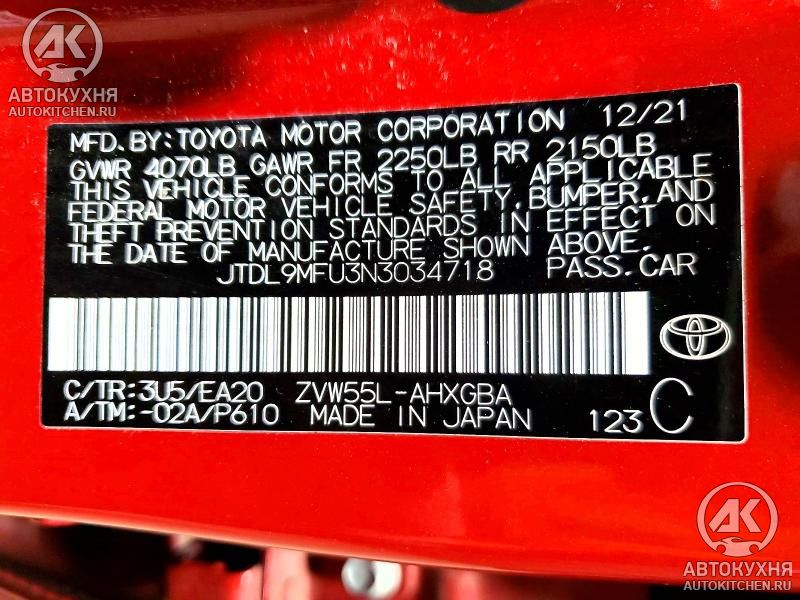 АК
АВТОКУХНЯ
AUTOKITCHEN.RU
MFD.BY:TOYOTA MOTOR CORPORATION 12/21
GVWR 4070LB GAWR FR 2250LB RR 2150LB
THIS VEHICLE CONFORMS TO ALL APPLICABLE
FEDERAL MOTOR VEHICLE SAFETY,BUMPER,AND
THEFT PREVENTION STANDARDS IN EFFECT ON
THE DATE OF MANUFACTURE SHOWN ABOVE.
JTDL9MFU3N3034718 PASS.CAR
C/TR:3U5/EA20 ZVW55L-AHXGBA
A/TM:-02A/P610 MADE IN JAPAN 123 C
АК
АВТОКУХНЯ
AUTOKITCHEN.RU